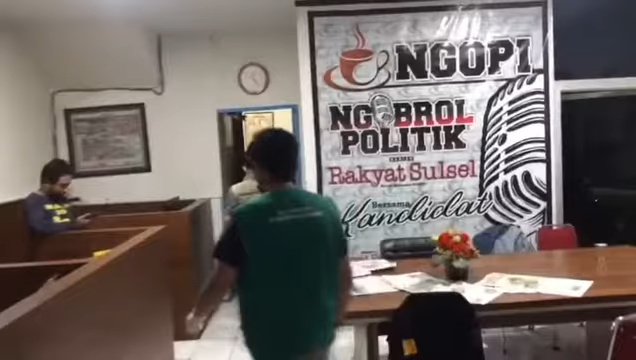 NGOPI
NGOBROL
POLITIK
Rakyat Sulsel
Bersama
Kandidat